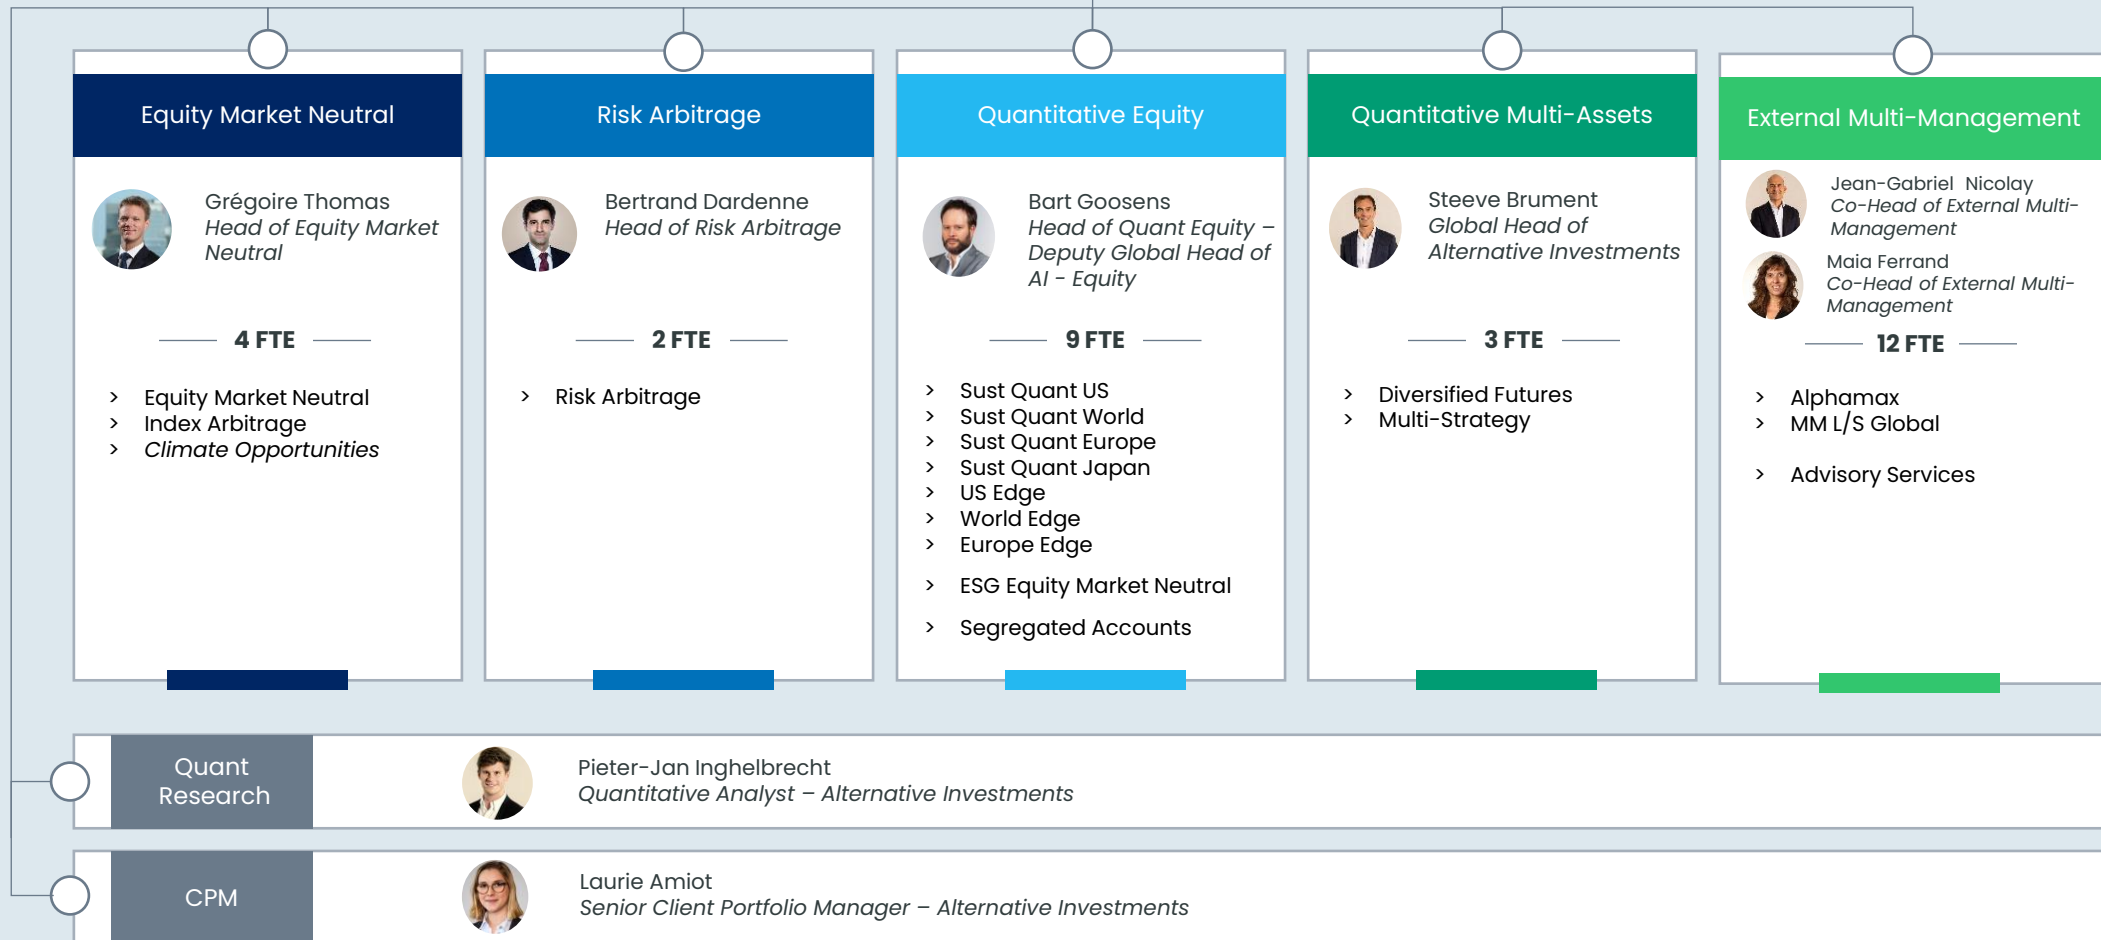 Equity Market Neutral
Grégoire Thomas
Head of Equity Market
Neutral
4 FTE
> Equity Market Neutral
> Index Arbitrage
> Climate Opportunities
Risk Arbitrage
Bertrand Dardenne
Head of Risk Arbitrage
2 FTE
> Risk Arbitrage
Quantitative Equity
Bart Goosens
Head of Quant Equity –
Deputy Global Head of
AI - Equity
9 FTE
> Sust Quant US
> Sust Quant World
> Sust Quant Europe
> Sust Quant Japan
> US Edge
> World Edge
> Europe Edge
> ESG Equity Market Neutral
> Segregated Accounts
Quantitative Multi-Assets
Steeve Brument
Global Head of
Alternative Investments
3 FTE
> Diversified Futures
> Multi-Strategy
External Multi-Management
Jean-Gabriel Nicolay
Co-Head of External Multi-
Management
Maia Ferrand
Co-Head of External Multi-
Management
12 FTE
> Alphamax
> MM L/S Global
> Advisory Services
Quant
Research
Pieter-Jan Inghelbrecht
Quantitative Analyst – Alternative Investments
CPM
Laurie Amiot
Senior Client Portfolio Manager – Alternative Investments